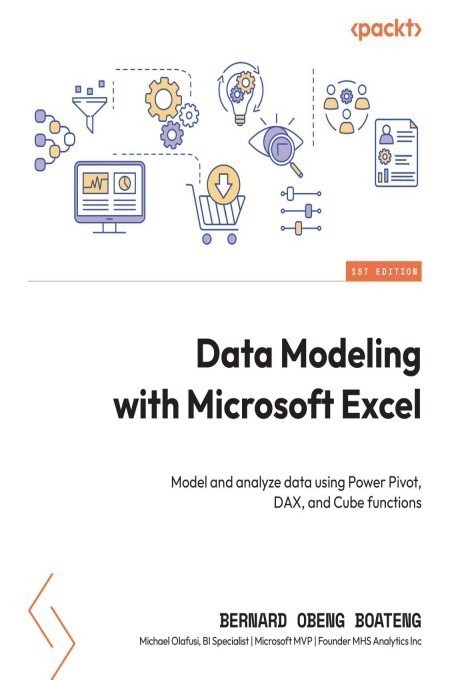 <packt>
1ST EDITION
Data Modeling
with Microsoft Excel
Model and analyze data using Power Pivot,
DAX, and Cube functions
BERNARD OBENG BOATENG
Michael Olafusi, BI Specialist | Microsoft MVP | Founder MHS Analytics Inc